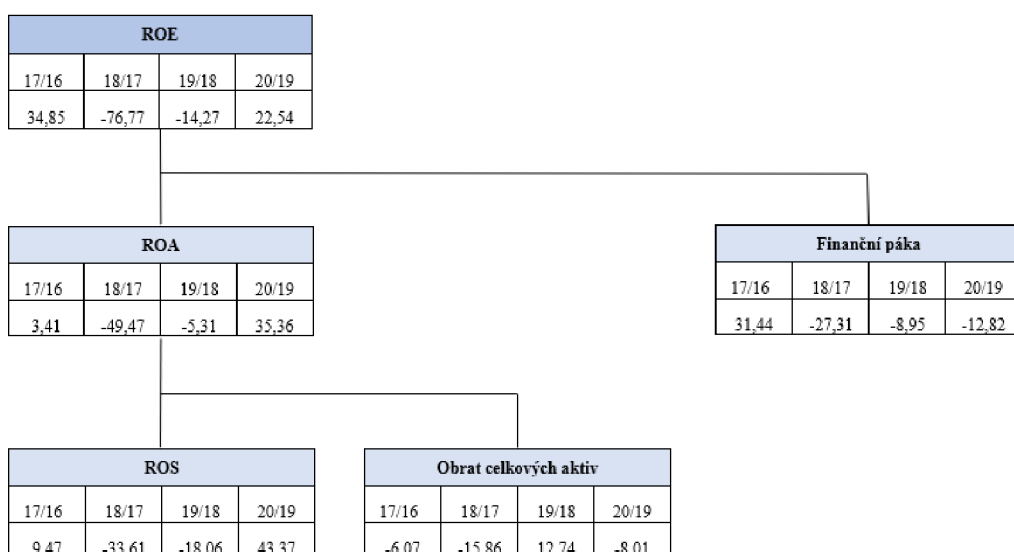 ROE
17/16 18/17 19/18 20/19
34,85 -76,77 -14,27 22,54
ROA
17/16 18/17 19/18 20/19
3,41 -49,47 -5,31 35,36
Finanční páka
17/16 18/17 19/18 20/19
31,44 -27,31 -8,95 -12,82
ROS
17/16 18/17 19/18 20/19
9,47 -33,61 -18,06 43,37
Obrat celkových aktiv
17/16 18/17 19/18 20/19
-6,07 -15,86 12,74 -8,01